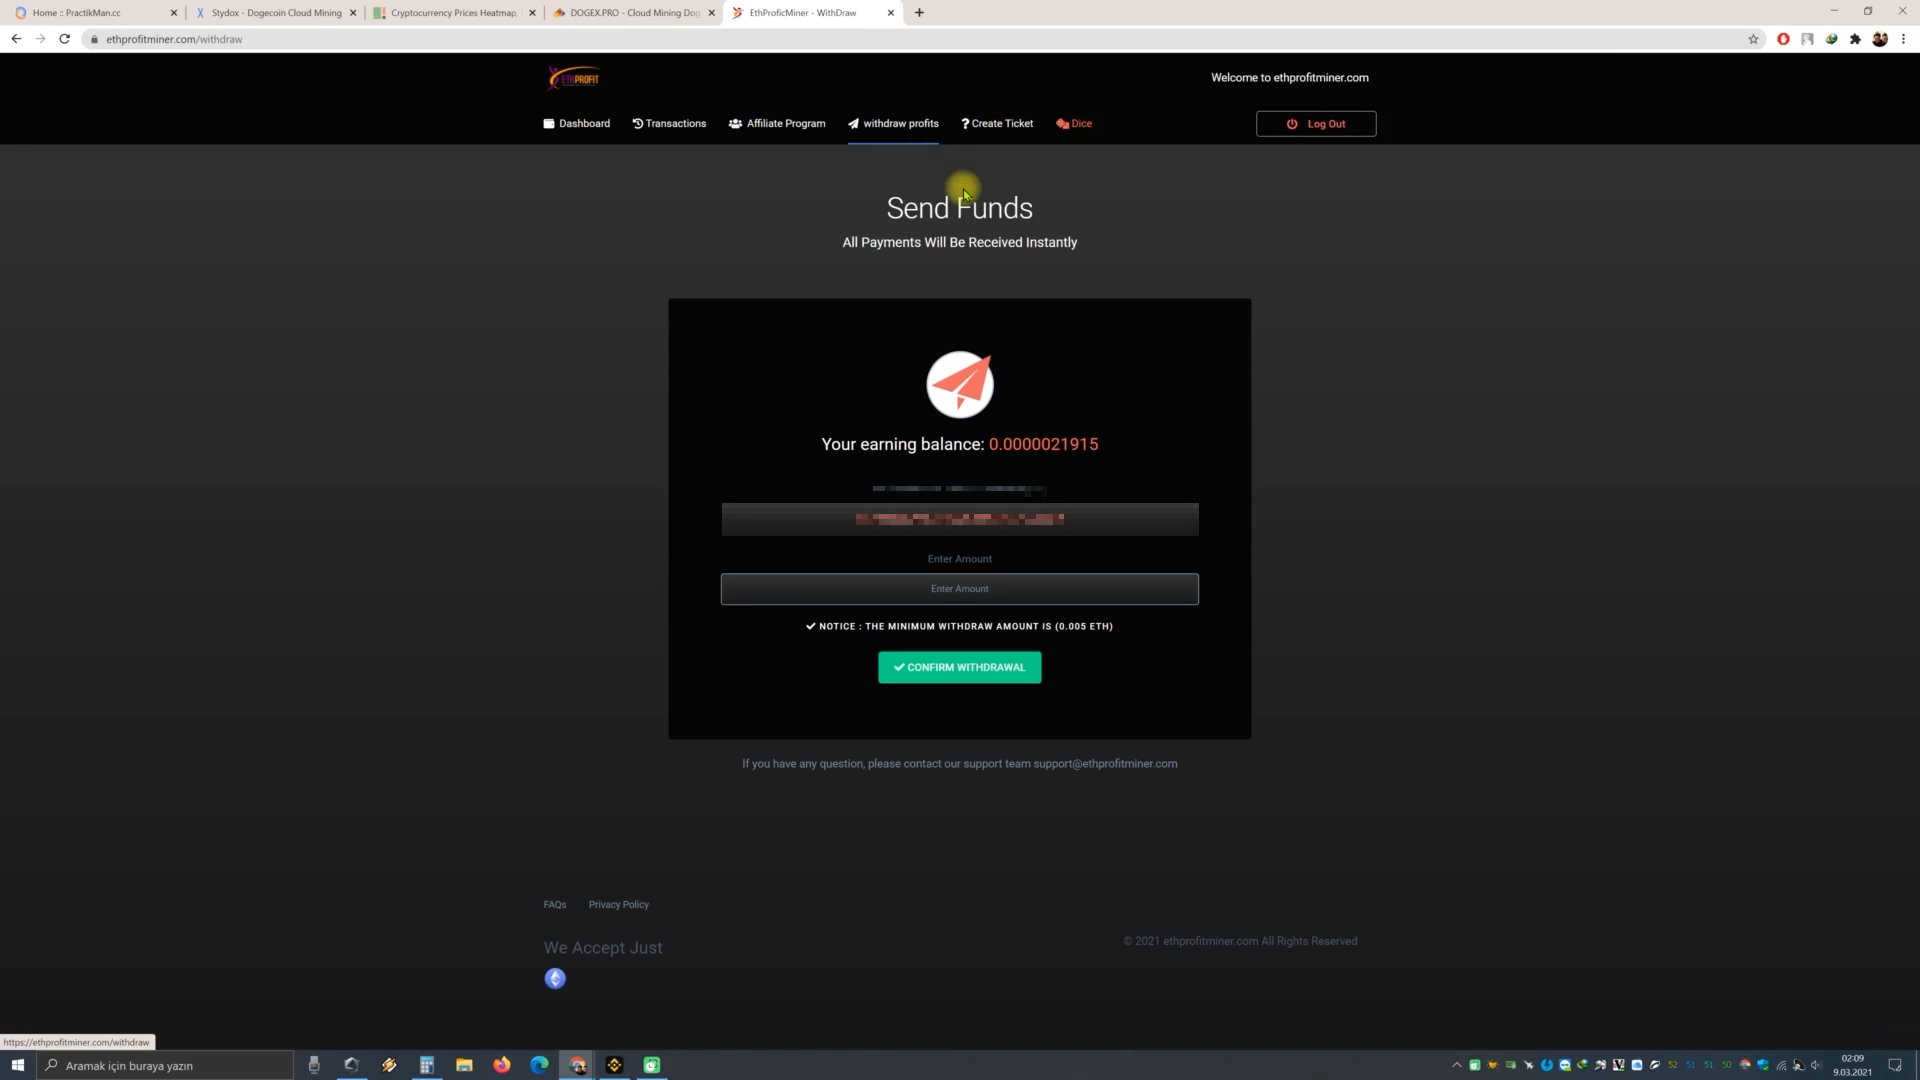 Home :: PractikMan.cc
Stydox - Dogecoin Cloud Mining
Cryptocurrency Prices Heatmap,
DOGEX.PRO - Cloud Mining Dog
EthProficMiner - WithDraw
ethprofitminer.com/withdraw
ETHPROFIT
Welcome to ethprofitminer.com
Dashboard
Transactions
Affiliate Program
withdraw profits
? Create Ticket
Dice
Log Out
Send Funds
All Payments Will Be Received Instantly
Your earning balance: 0.0000021915
Enter Amount
Enter Amount
NOTICE : THE MINIMUM WITHDRAW AMOUNT IS (0.005 ETH)
CONFIRM WITHDRAWAL
If you have any question, please contact our support team support@ethprofitminer.com
FAQs
Privacy Policy
We Accept Just
© 2021 ethprofitminer.com All Rights Reserved
https://ethprofitminer.com/withdraw
Aramak için buraya yazın
52
51
51
50
02:09
9.03.2021